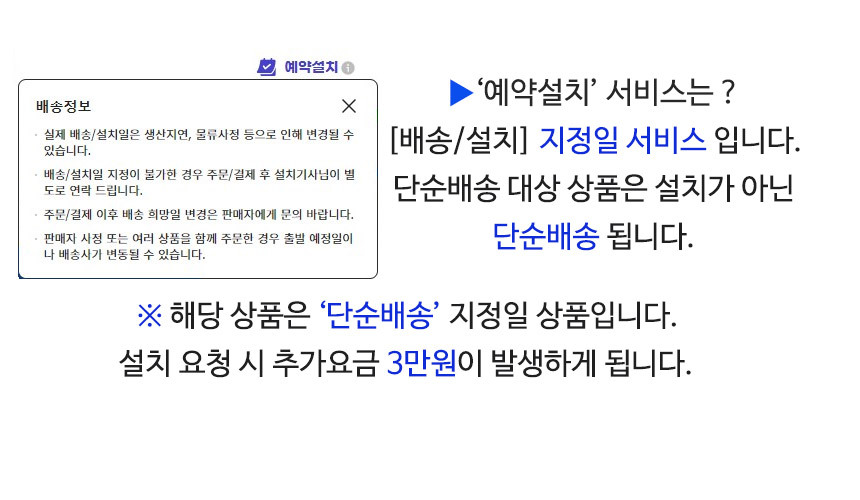 예약설치
배송정보
· 실제 배송/설치일은 생산지연, 물류사정 등으로 인해 변경될 수
있습니다.
· 배송/설치일 지정이 불가한 경우 주문/결제 후 설치기사님이 별
도로 연락 드립니다.
· 주문/결제 이후 배송 희망일 변경은 판매자에게 문의 바랍니다.
· 판매자 사정 또는 여러 상품을 함께 주문한 경우 출발 예정일이
나 배송사가 변동될 수 있습니다.
▶‘예약설치’ 서비스는 ?
[배송/설치] 지정일 서비스 입니다.
단순배송 대상 상품은 설치가 아닌
단순배송 됩니다.
※ 해당 상품은 ‘단순배송’ 지정일 상품입니다.
설치 요청 시 추가요금 3만원이 발생하게 됩니다.